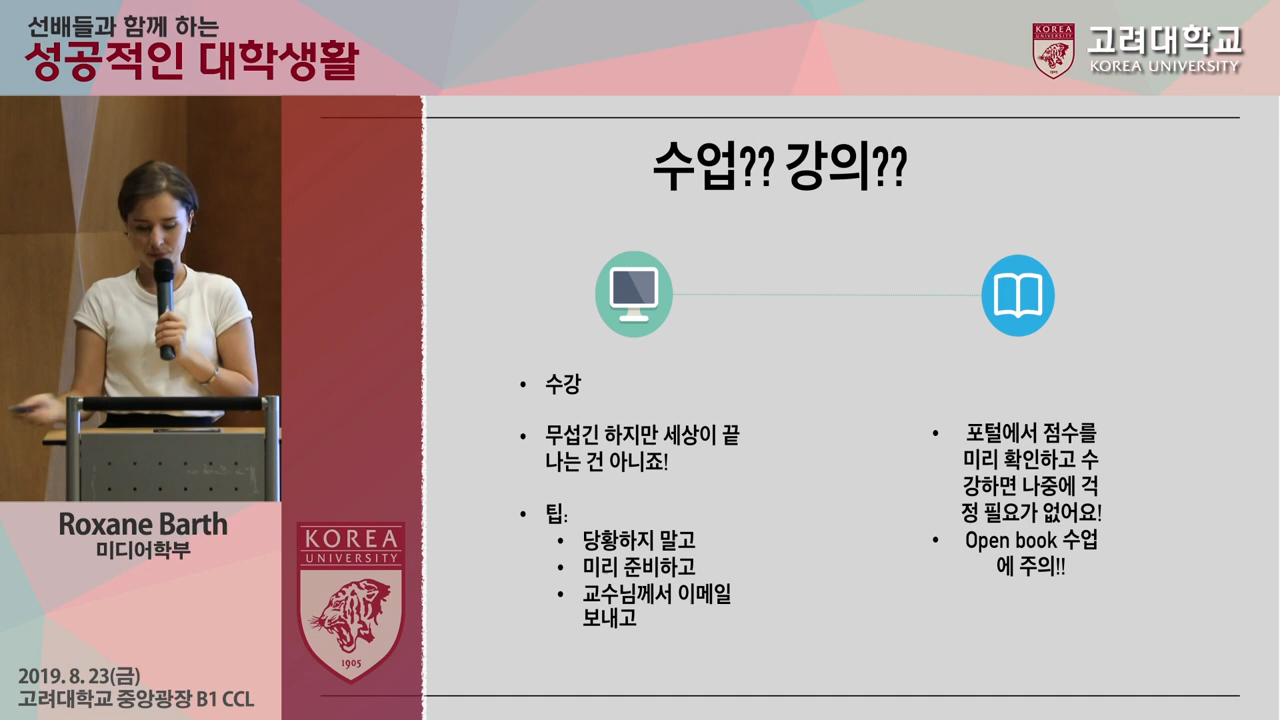 선배들과 함께 하는
성공적인 대학생활
KOREA
UNIVERSITY
1905
고려대학교
KOREA UNIVERSITY
수업?? 강의??
• 수강
• 무섭긴 하지만 세상이 끝
나는 건 아니죠!
• 팁:
• 당황하지 말고
• 미리 준비하고
• 교수님께서 이메일
보내고
• 포털에서 점수를
미리 확인하고 수
강하면 나중에 걱
정 필요가 없어요!
• Open book 수업
에 주의!!
Roxane Barth
미디어학부
KOREA
UNIVERSITY
1905
2019. 8. 23(금)
고려대학교 중앙광장 B1 CCL